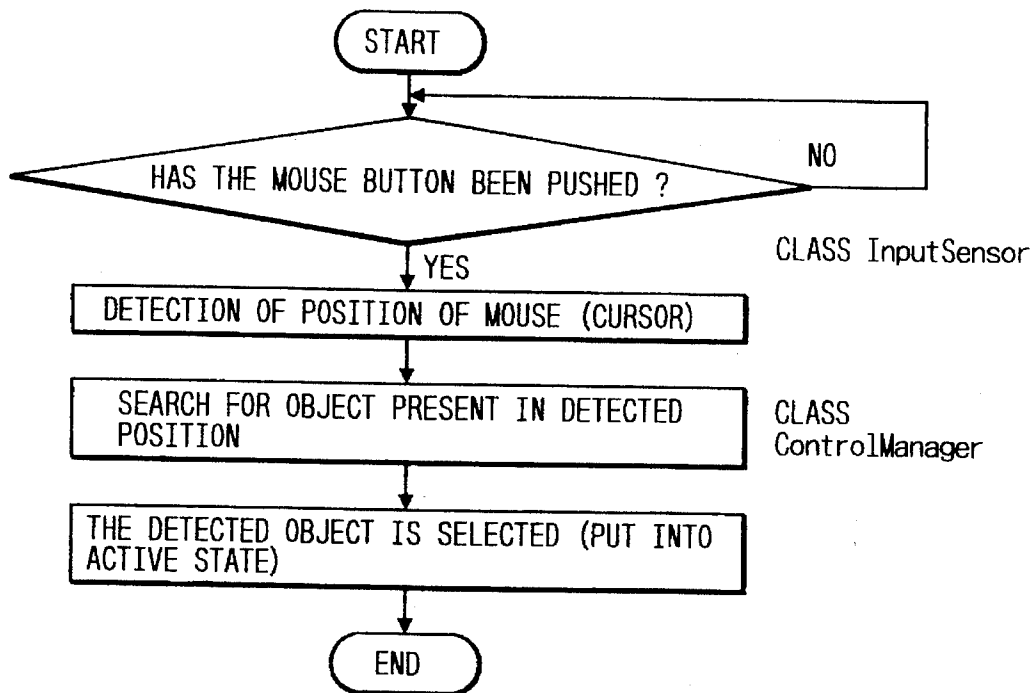 START
HAS THE MOUSE BUTTON BEEN PUSHED ?
NO
CLASS InputSensor
YES
DETECTION OF POSITION OF MOUSE (CURSOR)
SEARCH FOR OBJECT PRESENT IN DETECTED
POSITION
CLASS
ControlManager
THE DETECTED OBJECT IS SELECTED (PUT INTO
ACTIVE STATE)
END